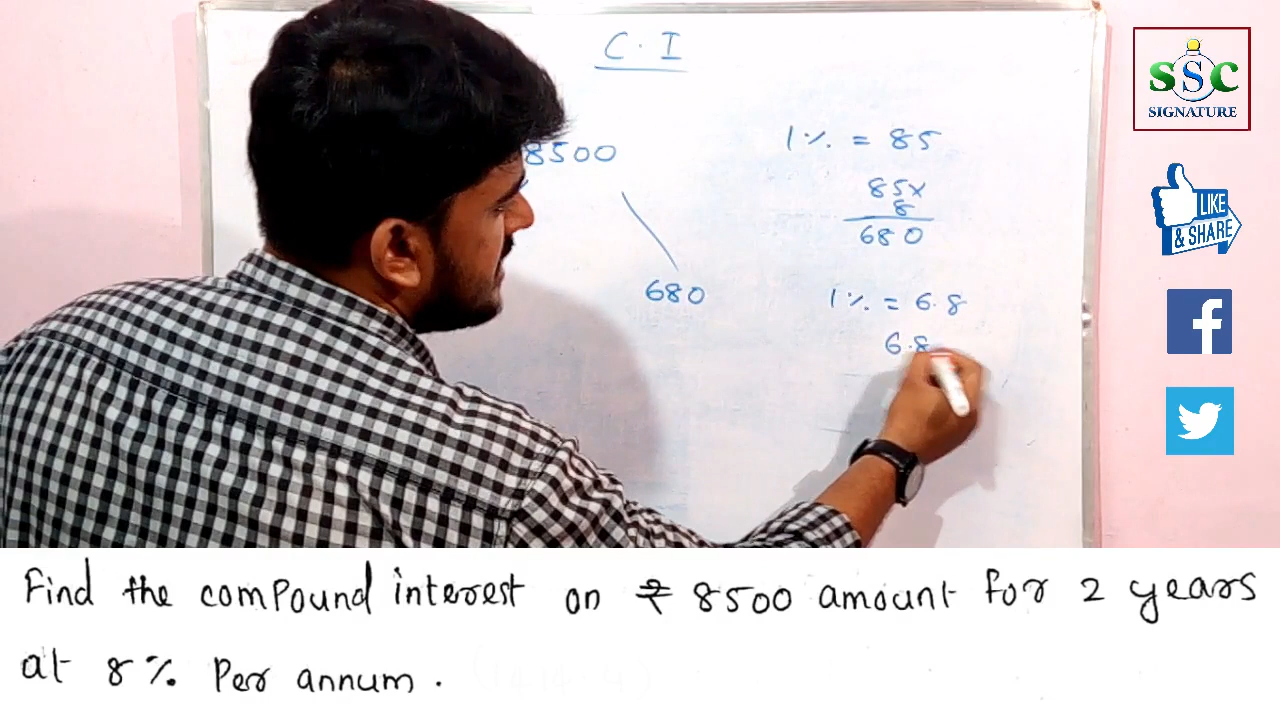 C. I
8500
680
1% = 85
85x
8
680
1% = 6.8
6.8
SSC
SIGNATURE
LIKE
& SHARE
Find the compound interest on ₹ 8500 amount for 2 years
at 8% Per annum.